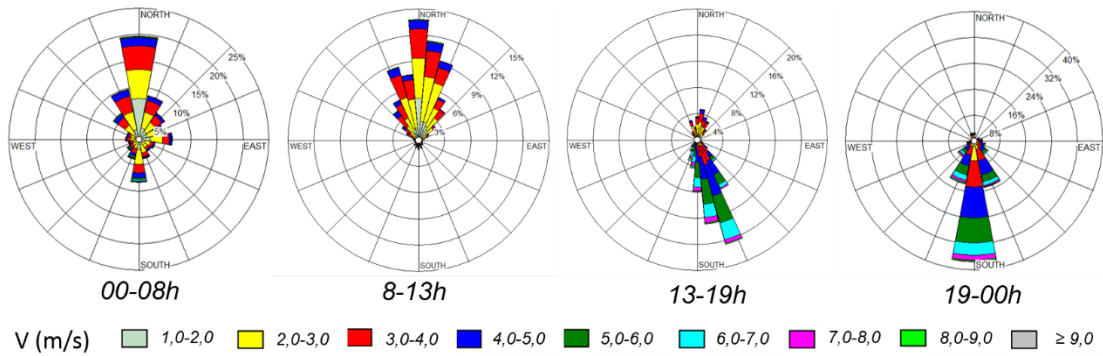 NORTH
25%
20%
15%
10%
5%
WEST
EAST
SOUTH
00-08h
NORTH
15%
12%
9%
6%
3%
WEST
EAST
SOUTH
8-13h
NORTH
20%
16%
12%
8%
4%
WEST
EAST
SOUTH
13-19h
NORTH
40%
32%
24%
16%
8%
WEST
EAST
SOUTH
19-00h
V (m/s) 1,0-2,0 2,0-3,0 3,0-4,0 4,0-5,0 5,0-6,0 6,0-7,0 7,0-8,0 8,0-9,0 ≥ 9,0